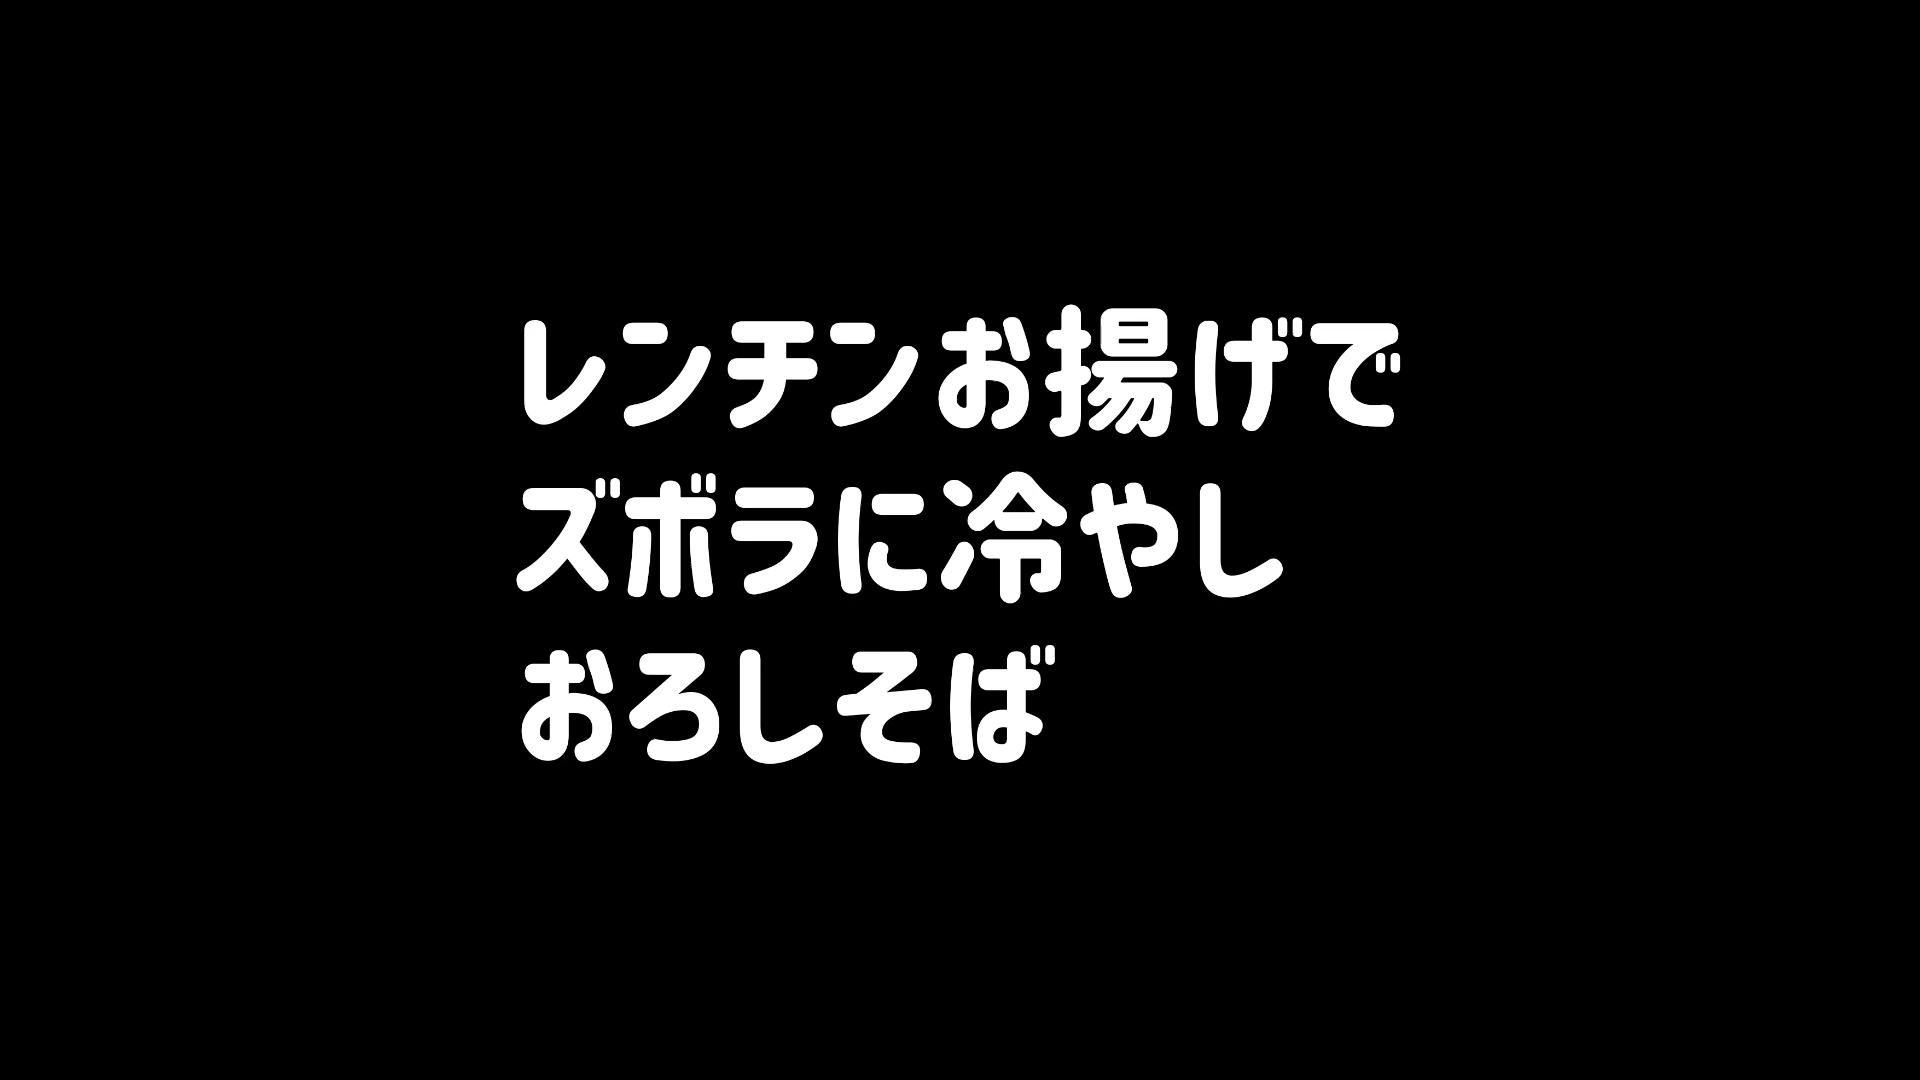 レンチンお揚げで
ズボラに冷やし
おろしそば